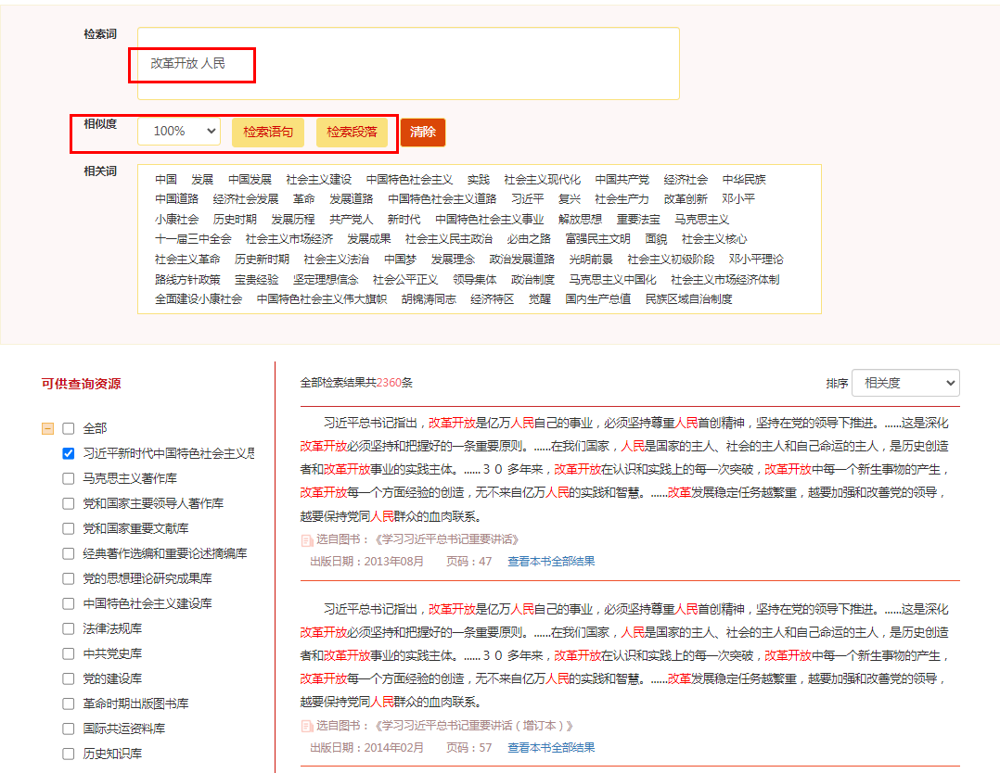 检索词
改革开放 人民
相似度 100% 检索语句 检索段落 清除
相关词
中国 发展 中国发展 社会主义建设 中国特色社会主义 实践 社会主义现代化 中国共产党 经济社会 中华民族
中国道路 经济社会发展 革命 发展道路 中国特色社会主义道路 习近平 复兴 社会生产力 改革创新 邓小平
小康社会 历史时期 发展历程 共产党人 新时代 中国特色社会主义事业 解放思想 重要法宝 马克思主义
十一届三中全会 社会主义市场经济 发展成果 社会主义民主政治 必由之路 富强民主文明 面貌 社会主义核心
社会主义革命 历史新时期 社会主义法治 中国梦 发展理念 政治发展道路 光明前景 社会主义初级阶段 邓小平理论
路线方针政策 宝贵经验 坚定理想信念 社会公平正义 领导集体 政治制度 马克思主义中国化 社会主义市场经济体制
全面建设小康社会 中国特色社会主义伟大旗帜 胡锦涛同志 经济特区 觉醒 国内生产总值 民族区域自治制度
可供查询资源
全部
习近平新时代中国特色社会主义思
马克思主义著作库
党和国家主要领导人著作库
党和国家重要文献库
经典著作选编和重要论述摘编库
党的思想理论研究成果库
中国特色社会主义建设库
法律法规库
中共党史库
党的建设库
革命时期出版图书库
国际共运资料库
历史知识库
全部检索结果共2360条 排序 相关度
习近平总书记指出，改革开放是亿万人民自己的事业，必须坚持尊重人民首创精神，坚持在党的领导下推进。......这是深化
改革开放必须坚持和把握好的一条重要原则。......在我们国家，人民是国家的主人、社会的主人和自己命运的主人，是历史创造
者和改革开放事业的实践主体。......３０ 多年来，改革开放在认识和实践上的每一次突破，改革开放中每一个新生事物的产生，
改革开放每一个方面经验的创造，无不来自亿万人民的实践和智慧。......改革发展稳定任务越繁重，越要加强和改善党的领导，
越要保持党同人民群众的血肉联系。
选自图书：《学习习近平总书记重要讲话》
出版日期：2013年08月 页码：47 查看本书全部结果
习近平总书记指出，改革开放是亿万人民自己的事业，必须坚持尊重人民首创精神，坚持在党的领导下推进。......这是深化
改革开放必须坚持和把握好的一条重要原则。......在我们国家，人民是国家的主人、社会的主人和自己命运的主人，是历史创造
者和改革开放事业的实践主体。......３０ 多年来，改革开放在认识和实践上的每一次突破，改革开放中每一个新生事物的产生，
改革开放每一个方面经验的创造，无不来自亿万人民的实践和智慧。......改革发展稳定任务越繁重，越要加强和改善党的领导，
越要保持党同人民群众的血肉联系。
选自图书：《学习习近平总书记重要讲话（增订本）》
出版日期：2014年02月 页码：57 查看本书全部结果